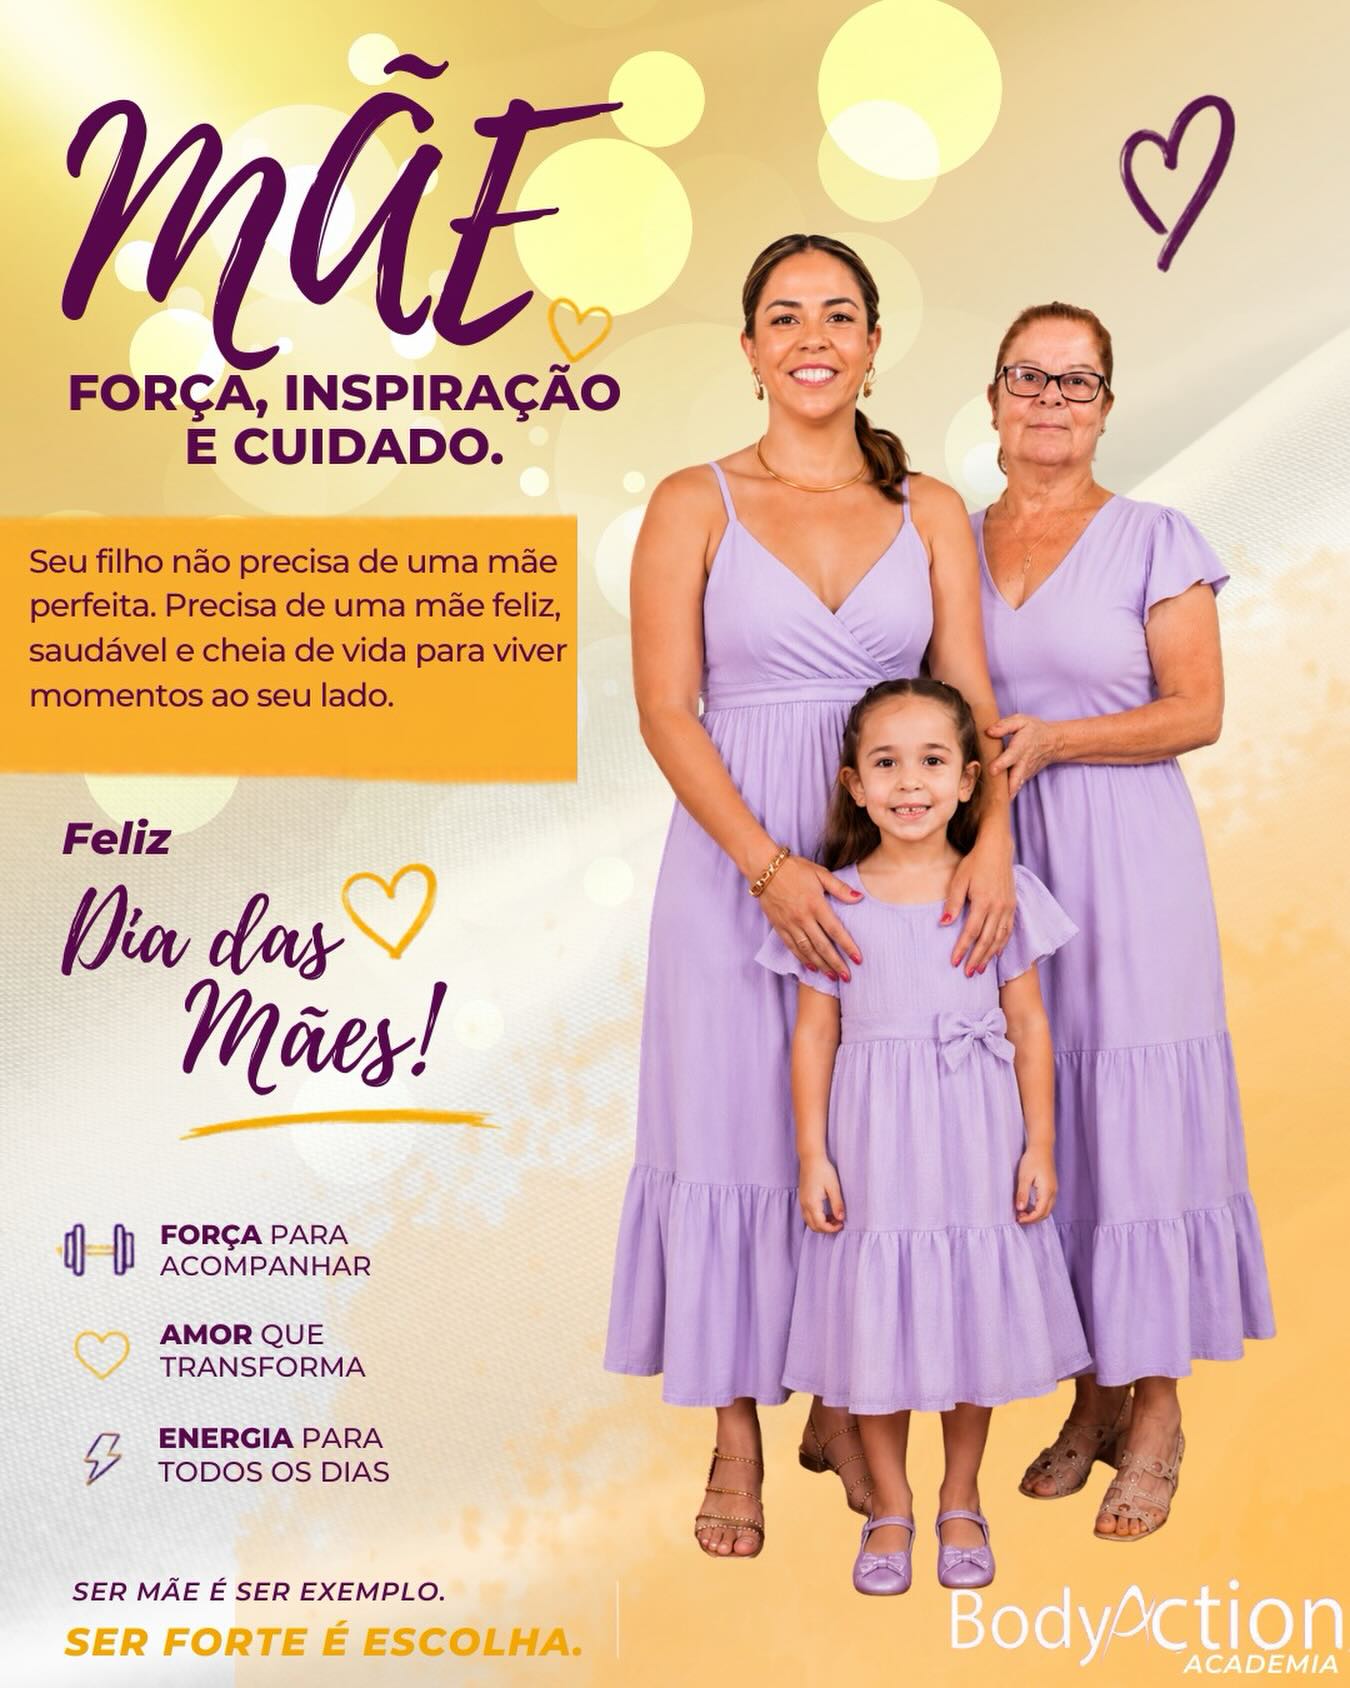 MÃE
FORÇA, INSPIRAÇÃO
E CUIDADO.
Seu filho não precisa de uma mãe
perfeita. Precisa de uma mãe feliz,
saudável e cheia de vida para viver
momentos ao seu lado.
Feliz
Dia das
Mães!
FORÇA PARA
ACOMPANHAR
AMOR QUE
TRANSFORMA
ENERGIA PARA
TODOS OS DIAS
SER MÃE É SER EXEMPLO.
SER FORTE É ESCOLHA.
BodyAction
ACADEMIA